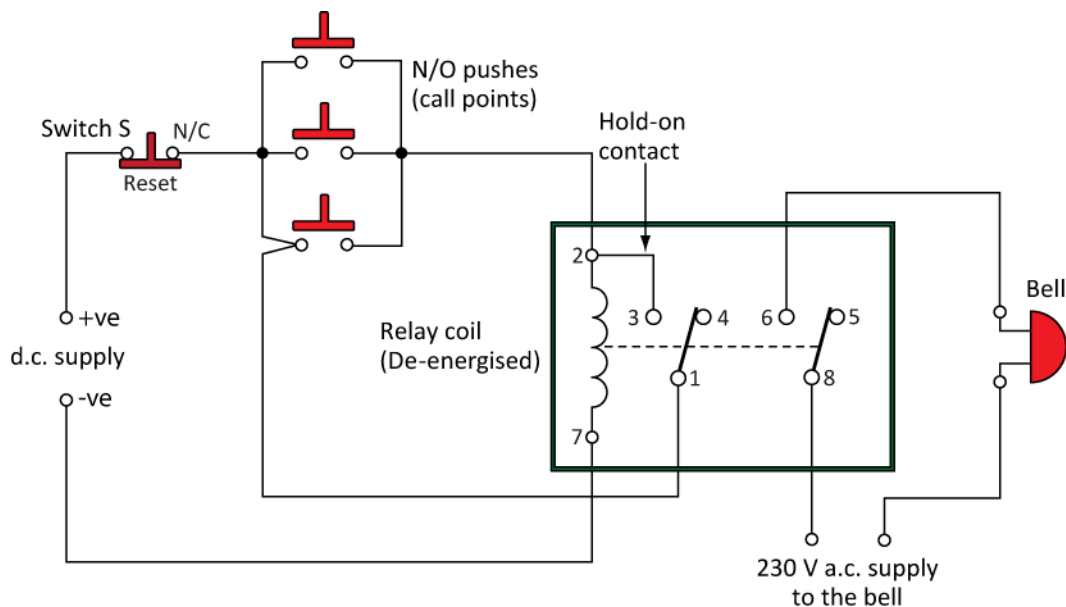 N/O pushes
(call points)
Switch S
N/C
Reset
Hold-on
contact
+ve
d.c. supply
-ve
Relay coil
(De-energised)
2
3
4
6
5
1
8
7
Bell
230 V a.c. supply
to the bell